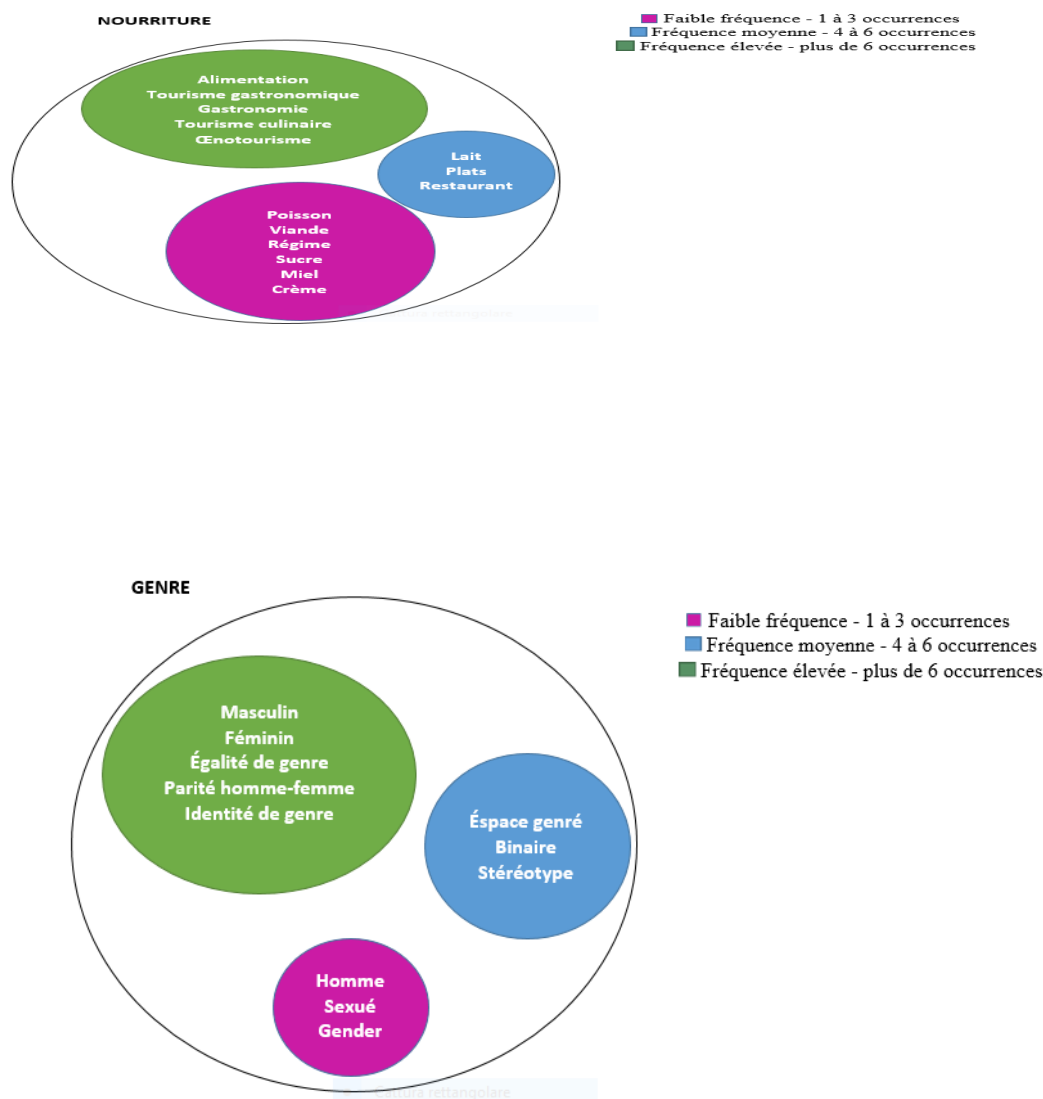 NOURRITURE
Faible fréquence - 1 à 3 occurrences
Fréquence moyenne - 4 à 6 occurrences
Fréquence élevée - plus de 6 occurrences
Alimentation
Tourisme gastronomique
Gastronomie
Tourisme culinaire
Œnotourisme
Lait
Plats
Restaurant
Poisson
Viande
Régime
Sucre
Miel
Crème
rettangolare
GENRE
Faible fréquence - 1 à 3 occurrences
Fréquence moyenne - 4 à 6 occurrences
Fréquence élevée - plus de 6 occurrences
Masculin
Féminin
Égalité de genre
Parité homme-femme
Identité de genre
Éspace genré
Binaire
Stéréotype
Homme
Sexué
Gender
Cattura rettangolare